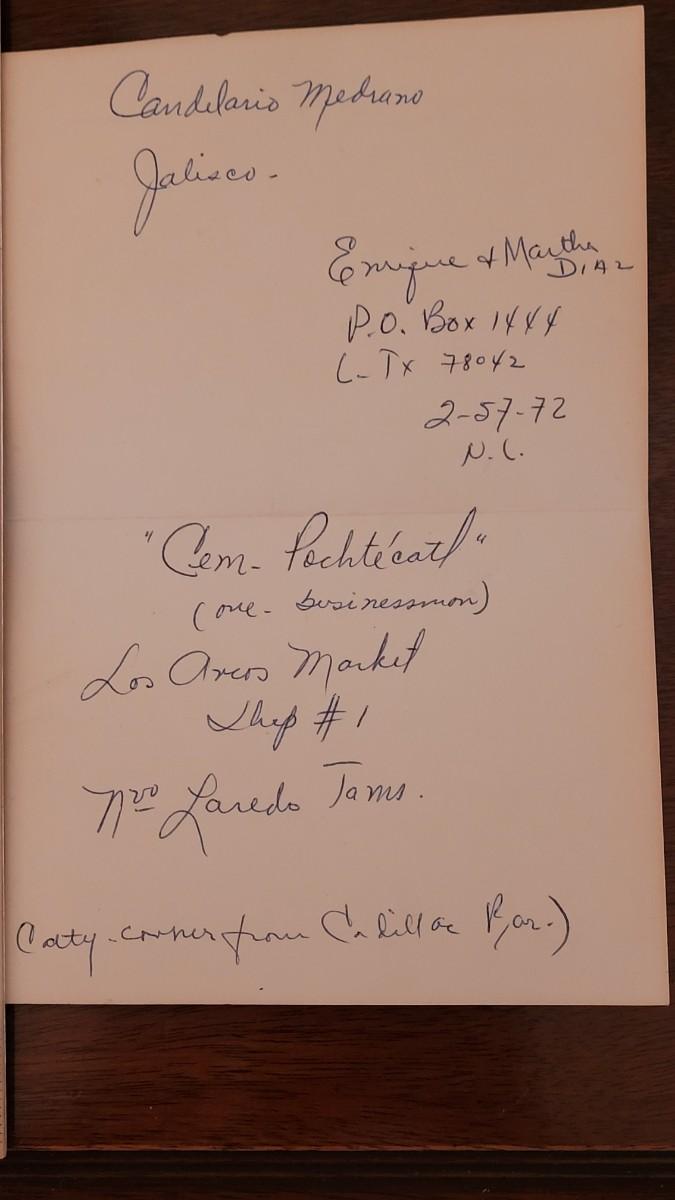 Candelario Medrano
Jalisco-
Enrique & Martha
DIAZ
P.O. Box 1444
L- Tx 78042
2-57-72
N.L.
"Cem- Pochtécatl"
(one- businessman)
Los Arcos Market
Shop #1
Nvo Laredo Tams.
Caty-corner from Cadillac Bar.)